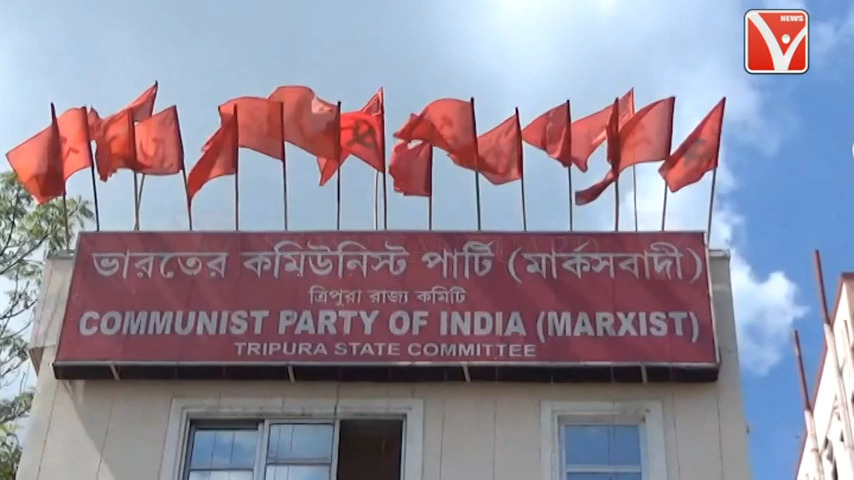 NEWS
ভারতের কমিউনিস্ট পার্টি (মার্কসবাদী)
ত্রিপুরা রাজ্য কমিটি
COMMUNIST PARTY OF INDIA (MARXIST)
TRIPURA STATE COMMITTEE